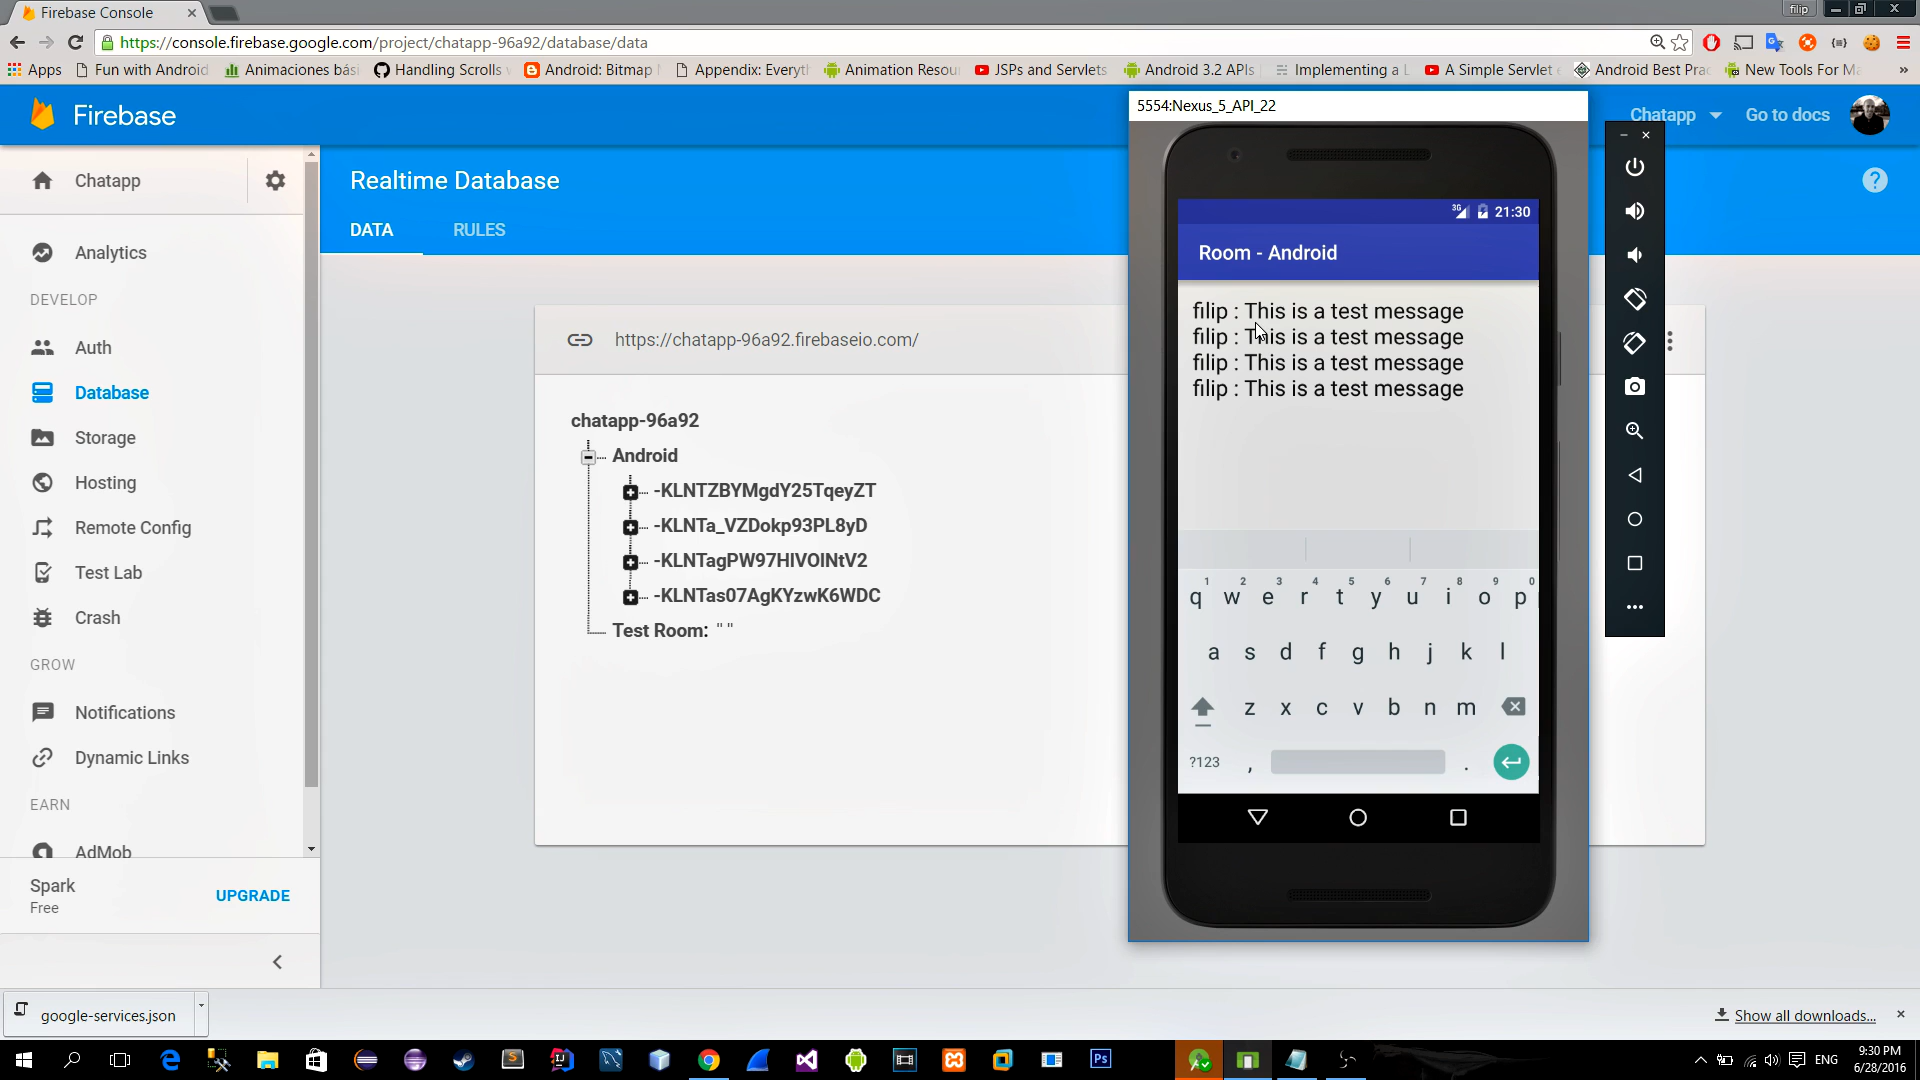 Firebase Console
filip
https://console.firebase.google.com/project/chatapp-96a92/database/data
Apps Fun with Android Animaciones bási Handling Scrolls Android: Bitmap Appendix: Everyt Animation Resou JSPs and Servlets Android 3.2 APIs Implementing a L A Simple Servlet Android Best Prac New Tools For Ma
Firebase
Chatapp Go to docs
Chatapp
Realtime Database
DATA RULES
Analytics
DEVELOP
Auth
Database
Storage
Hosting
Remote Config
Test Lab
Crash
GROW
Notifications
Dynamic Links
EARN
AdMob
Spark
Free
UPGRADE
https://chatapp-96a92.firebaseio.com/
chatapp-96a92
Android
-KLNTZBYMgdY25TqeyZT
-KLNTa_VZDokp93PL8yD
-KLNTagPW97HlVOINtV2
-KLNTas07AgKYzwK6WDC
Test Room: " "
5554:Nexus_5_API_22
3G 21:30
Room - Android
filip : This is a test message
filip : This is a test message
filip : This is a test message
filip : This is a test message
1 2 3 4 5 6 7 8 9 0
q w e r t y u i o p
a s d f g h j k l
z x c v b n m
?123 , .
google-services.json
Show all downloads...
Ps
ENG
9:30 PM
6/28/2016